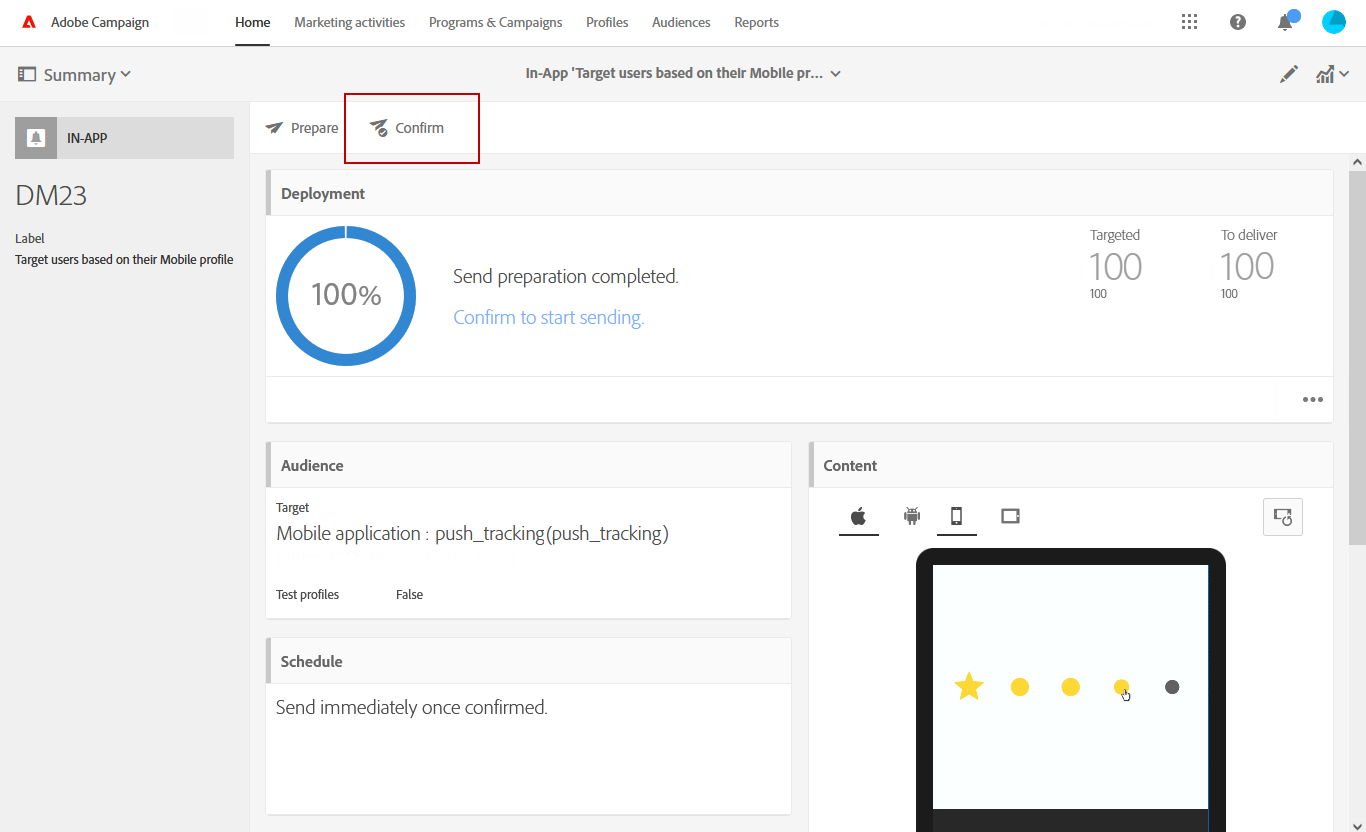 Adobe Campaign
Home
Marketing activities
Programs & Campaigns
Profiles
Audiences
Reports
Summary
In-App 'Target users based on their Mobile pr...
IN-APP
DM23
Label
Target users based on their Mobile profile
Prepare
Confirm
Deployment
100%
Send preparation completed.
Confirm to start sending.
Targeted
100
100
To deliver
100
100
Audience
Target
Mobile application : push_tracking(push_tracking)
Test profiles
False
Schedule
Send immediately once confirmed.
Content